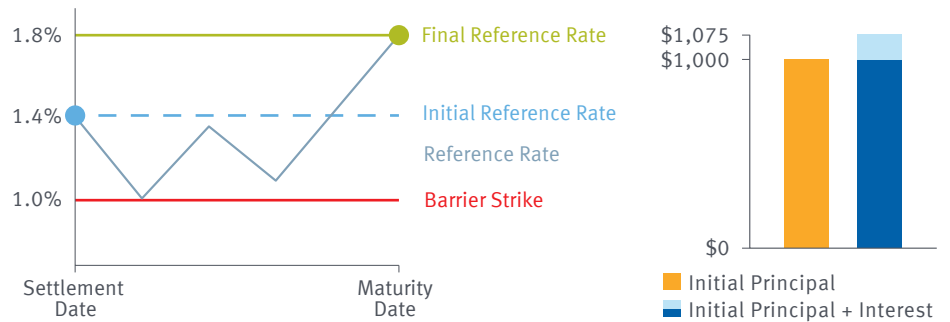 1.8%
Final Reference Rate
1.4%
Initial Reference Rate
Reference Rate
1.0%
Barrier Strike
Settlement
Date
Maturity
Date
$1,075
$1,000
$0
Initial Principal
Initial Principal + Interest